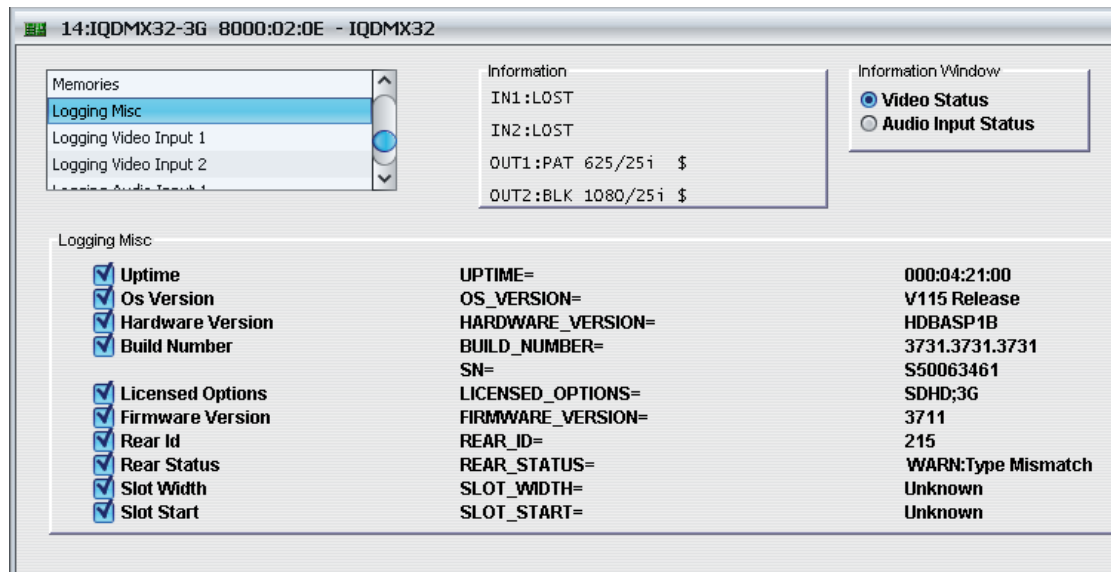 14:IQDMX32-3G 8000:02:0E - IQDMX32
Memories
Logging Misc
Logging Video Input 1
Logging Video Input 2
Information
IN1:LOST
IN2:LOST
OUT1:PAT 625/25i $
OUT2:BLK 1080/25i $
Information Window
Video Status
Audio Input Status
Logging Misc
Uptime UPTIME= 000:04:21:00
Os Version OS_VERSION= V115 Release
Hardware Version HARDWARE_VERSION= HDBASP1B
Build Number BUILD_NUMBER= 3731.3731.3731
SN= S50063461
Licensed Options LICENSED_OPTIONS= SDHD;3G
Firmware Version FIRMWARE_VERSION= 3711
Rear Id REAR_ID= 215
Rear Status REAR_STATUS= WARN:Type Mismatch
Slot Width SLOT_WIDTH= Unknown
Slot Start SLOT_START= Unknown